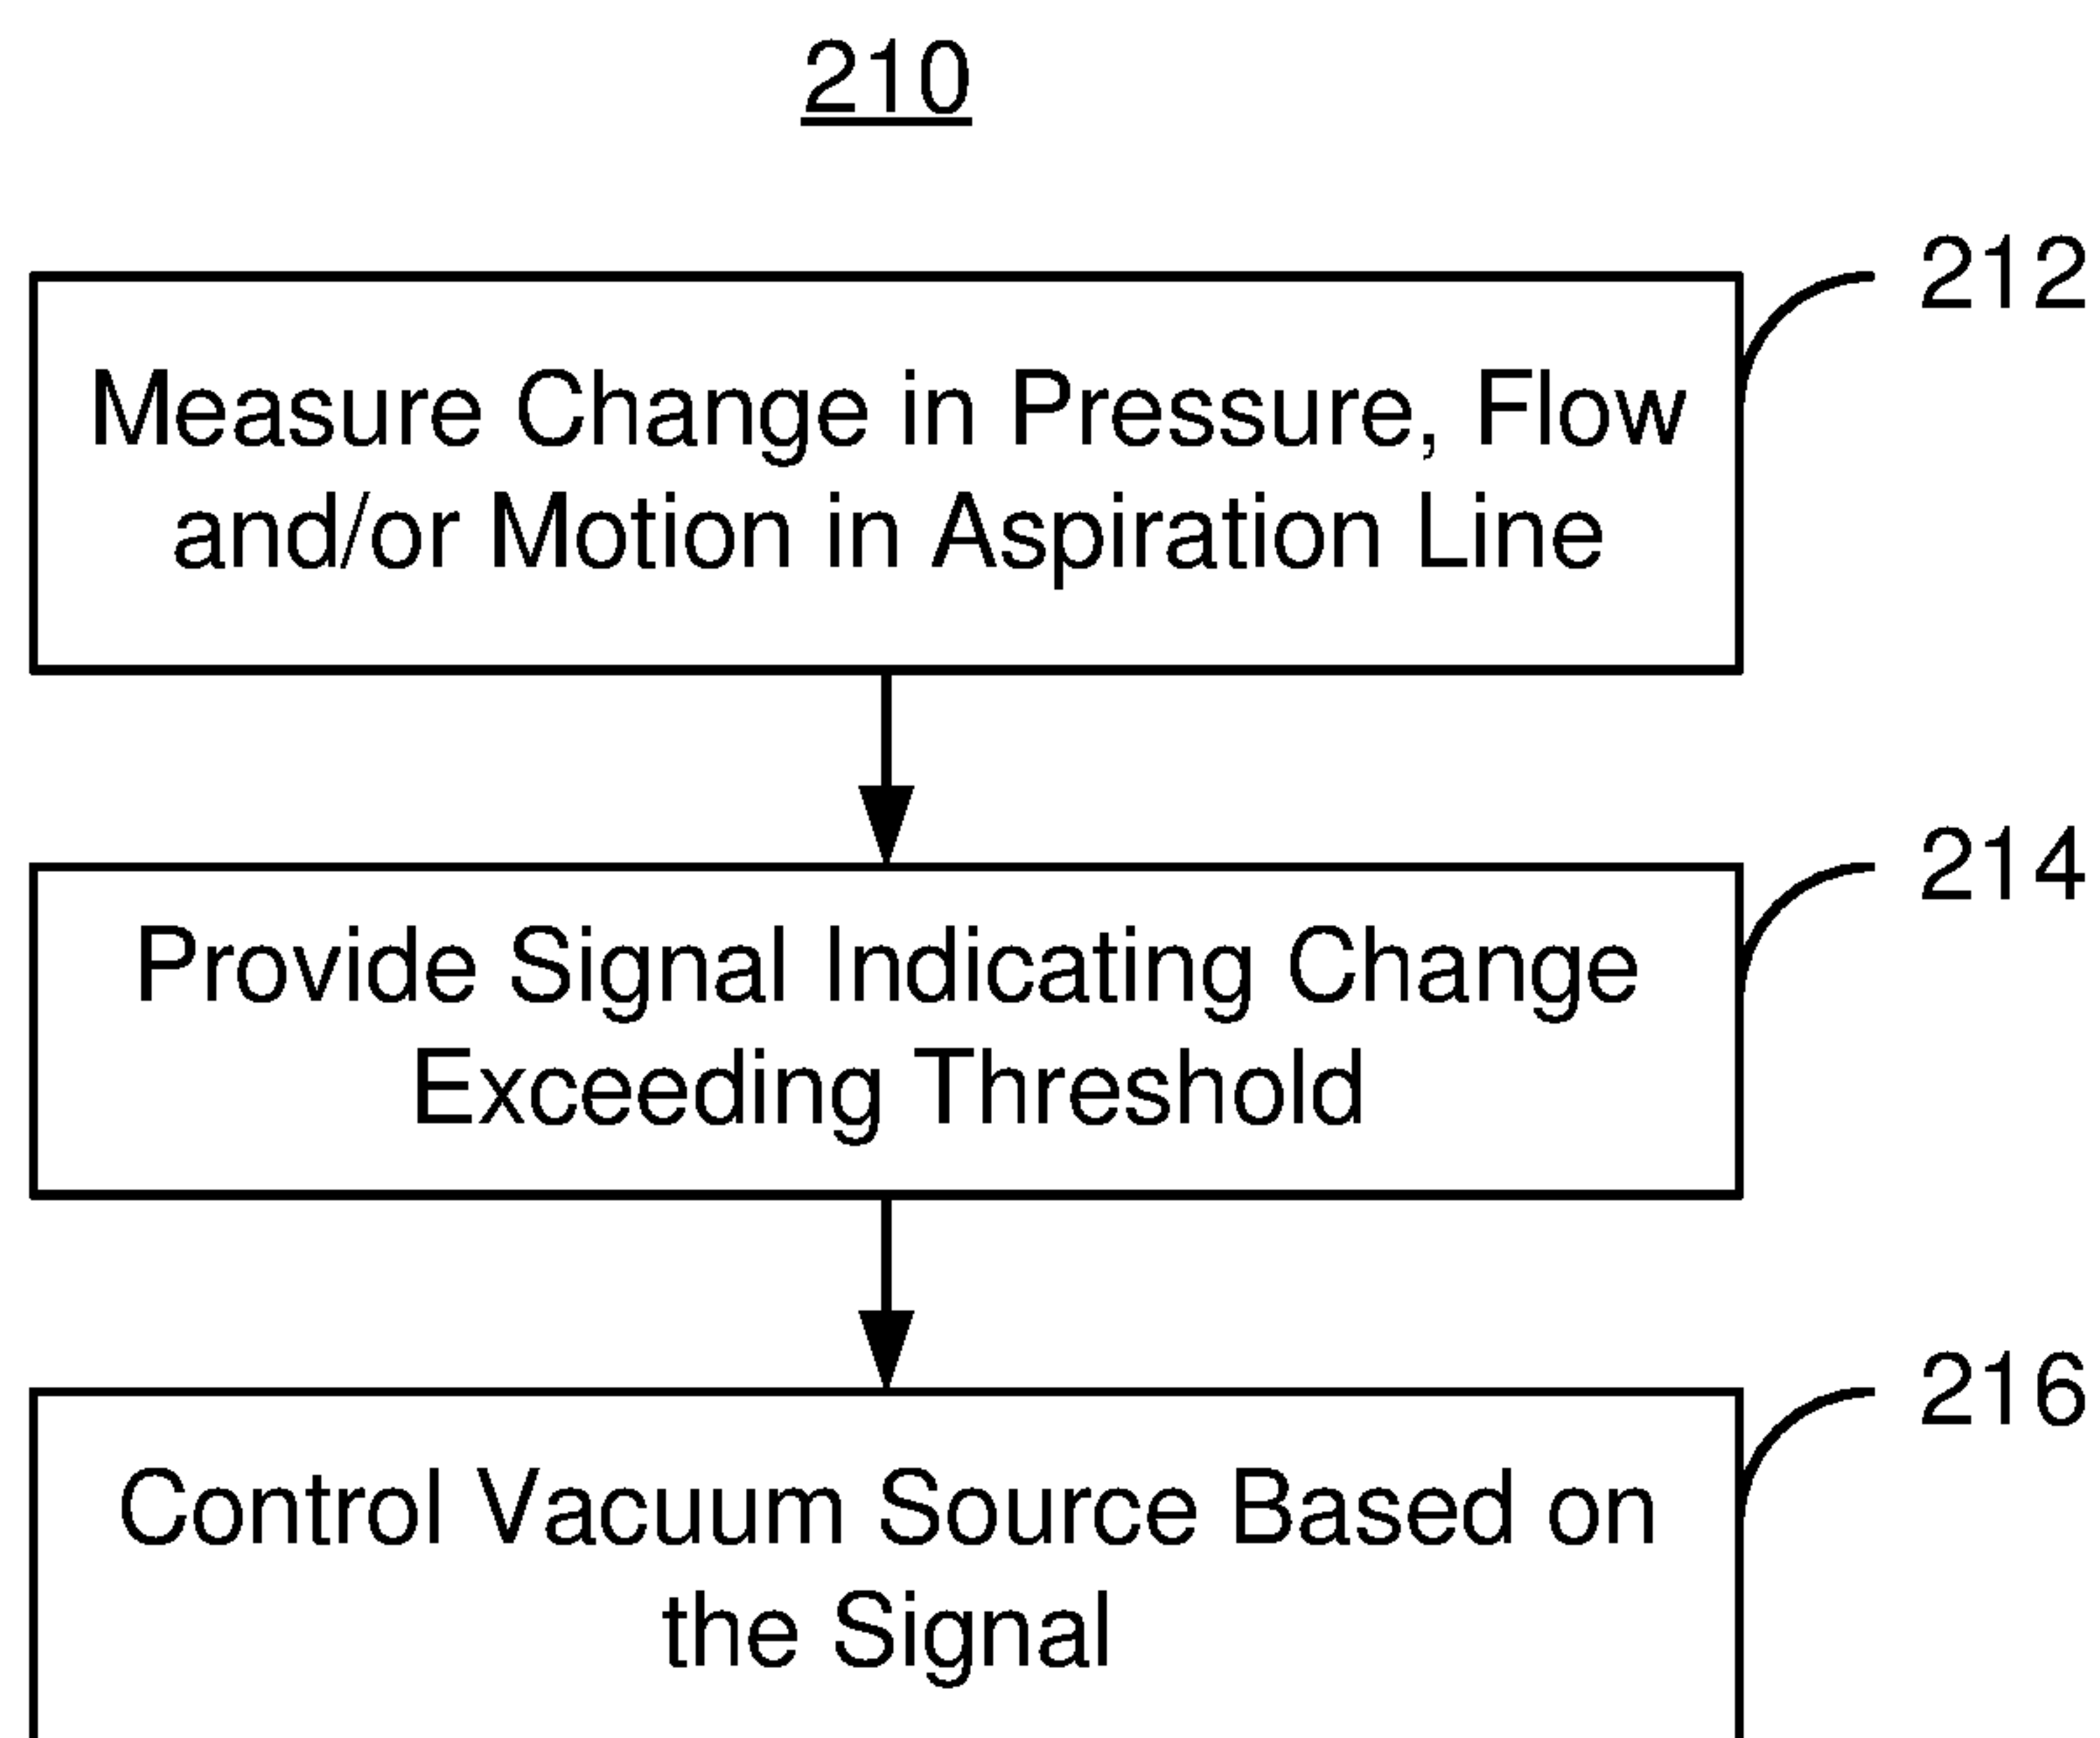 210
212
Measure Change in Pressure, Flow
and/or Motion in Aspiration Line
214
Provide Signal Indicating Change
Exceeding Threshold
216
Control Vacuum Source Based on
the Signal